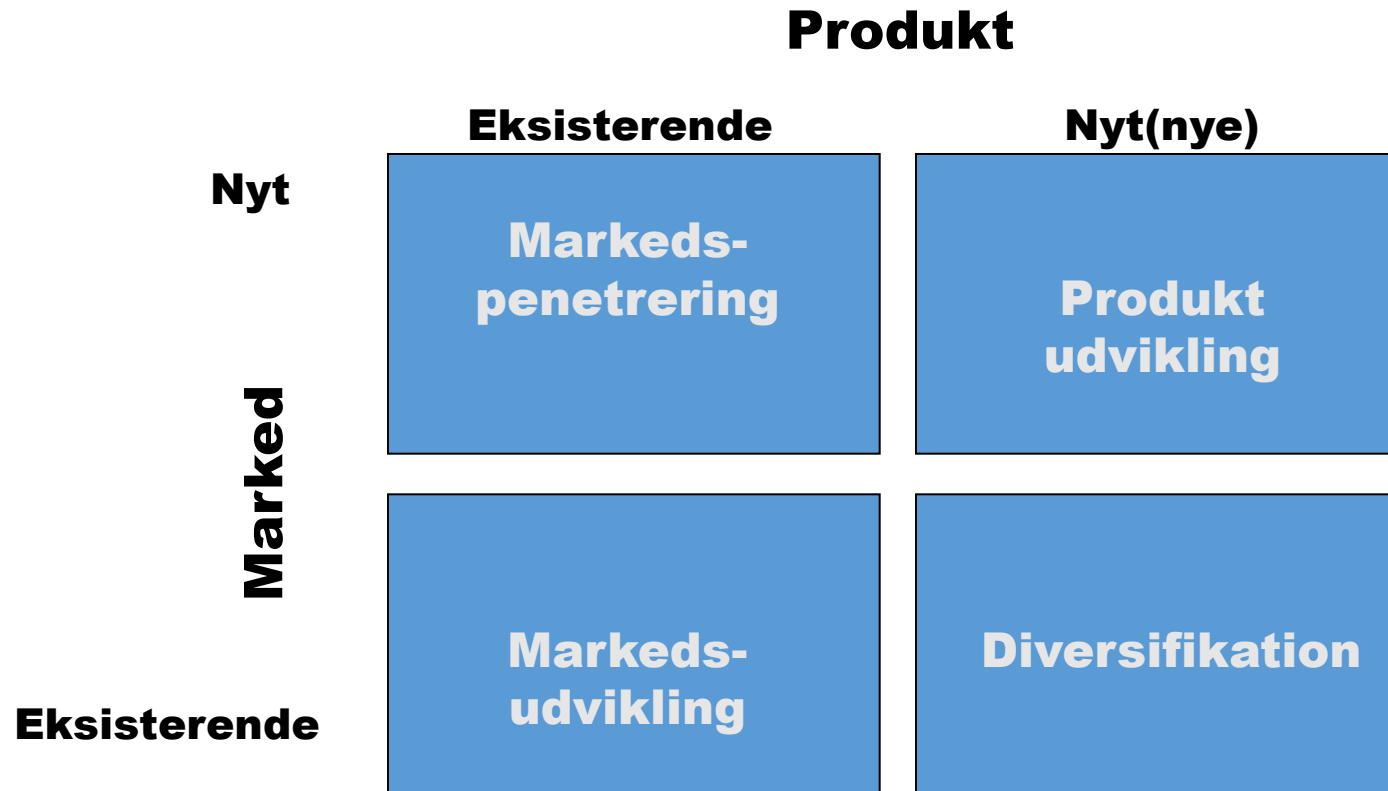 Produkt
Eksisterende
Nyt(nye)
Nyt
Markeds-
penetrering
Produkt
udvikling
Marked
Markeds-
udvikling
Diversifikation
Eksisterende